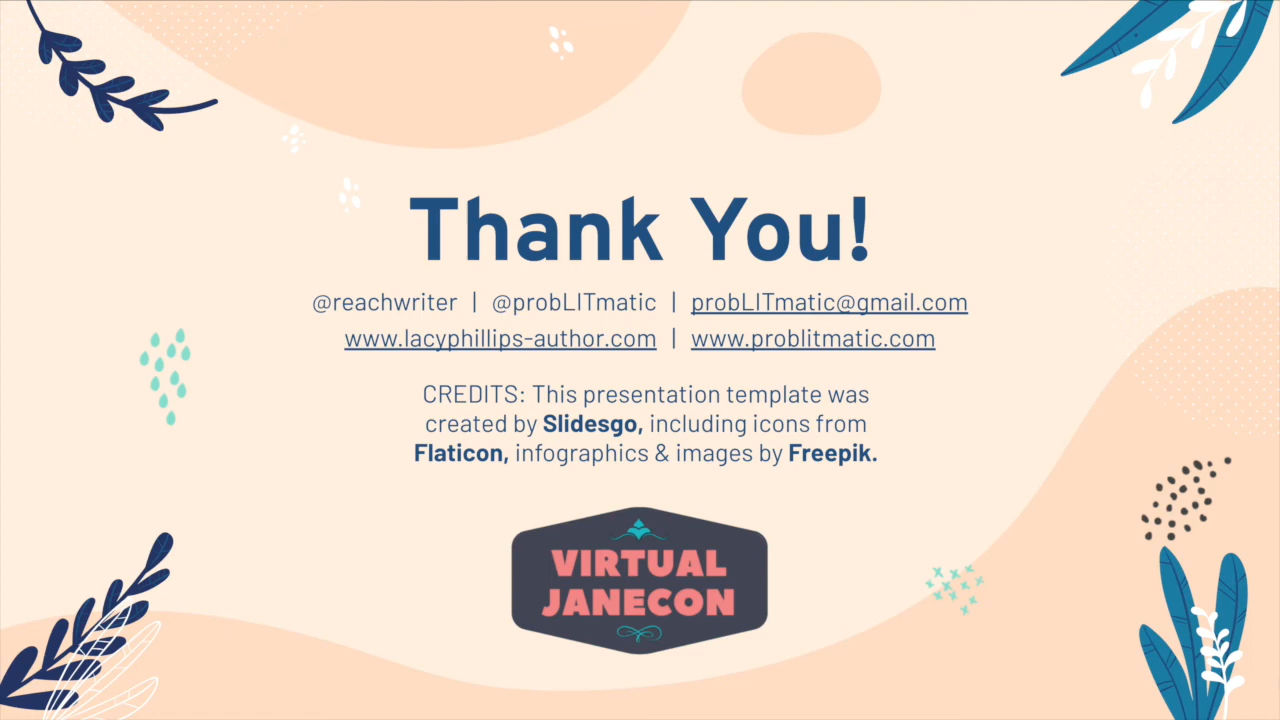 Thank You!
@reachwriter | @probLITmatic | probLITmatic@gmail.com
www.lacyphillips-author.com | www.problitmatic.com
CREDITS: This presentation template was
created by Slidesgo, including icons from
Flaticon, infographics & images by Freepik.
VIRTUAL
JANECON